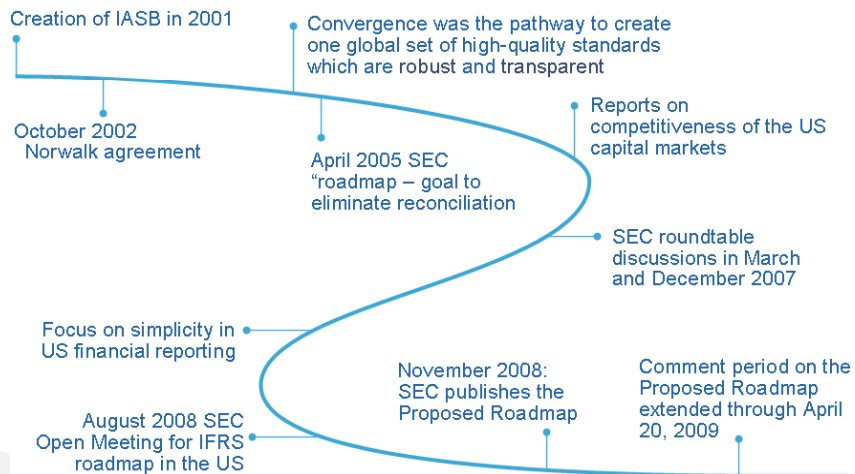 Creation of IASB in 2001
Convergence was the pathway to create
one global set of high-quality standards
which are robust and transparent
October 2002
Norwalk agreement
April 2005 SEC
“roadmap – goal to
eliminate reconciliation
Reports on
competitiveness of the US
capital markets
SEC roundtable
discussions in March
and December 2007
Focus on simplicity in
US financial reporting
August 2008 SEC
Open Meeting for IFRS
roadmap in the US
November 2008:
SEC publishes the
Proposed Roadmap
Comment period on the
Proposed Roadmap
extended through April
20, 2009